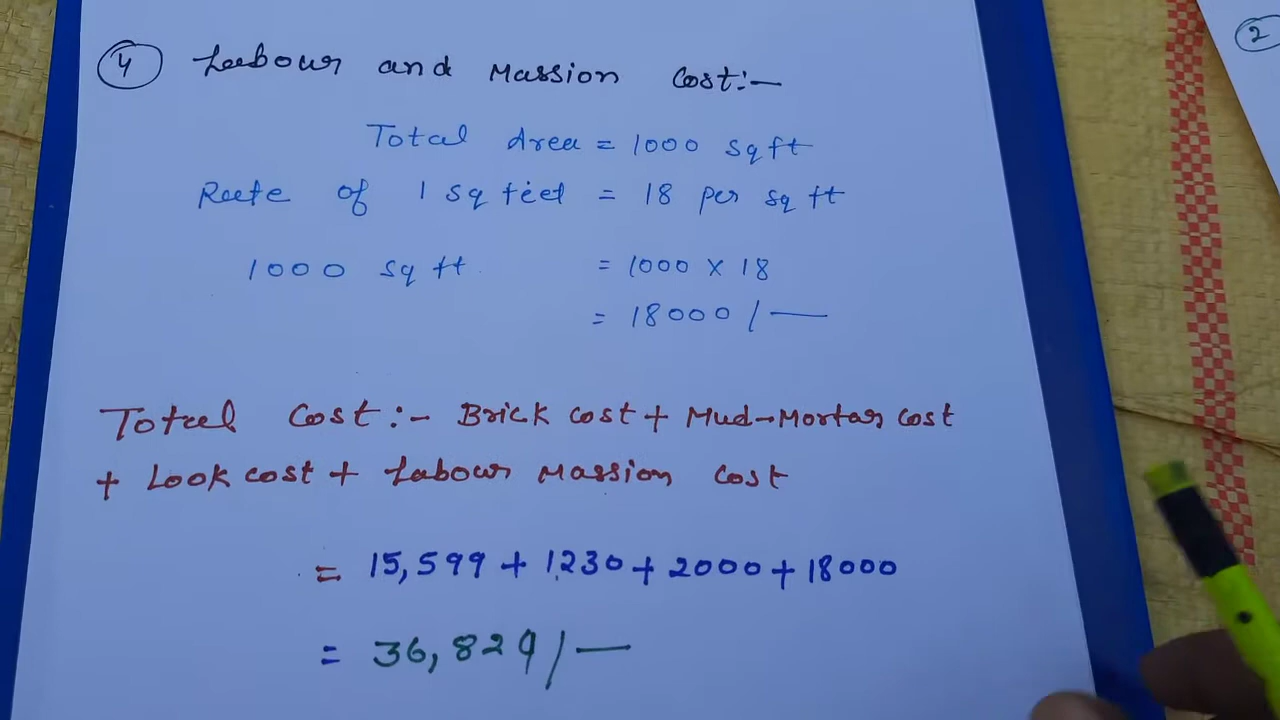 4 Labour and Massion Cost:-
Total Area = 1000 sqft
Rate of 1 sq feet = 18 per sq ft
1000 sq ft = 1000 X 18
= 18000/-
Total Cost:- Brick cost + Mud-Mortar cost
+ Look cost + Labour Massion cost
= 15,599 + 1230 + 2000 + 18000
= 36,829/-
2